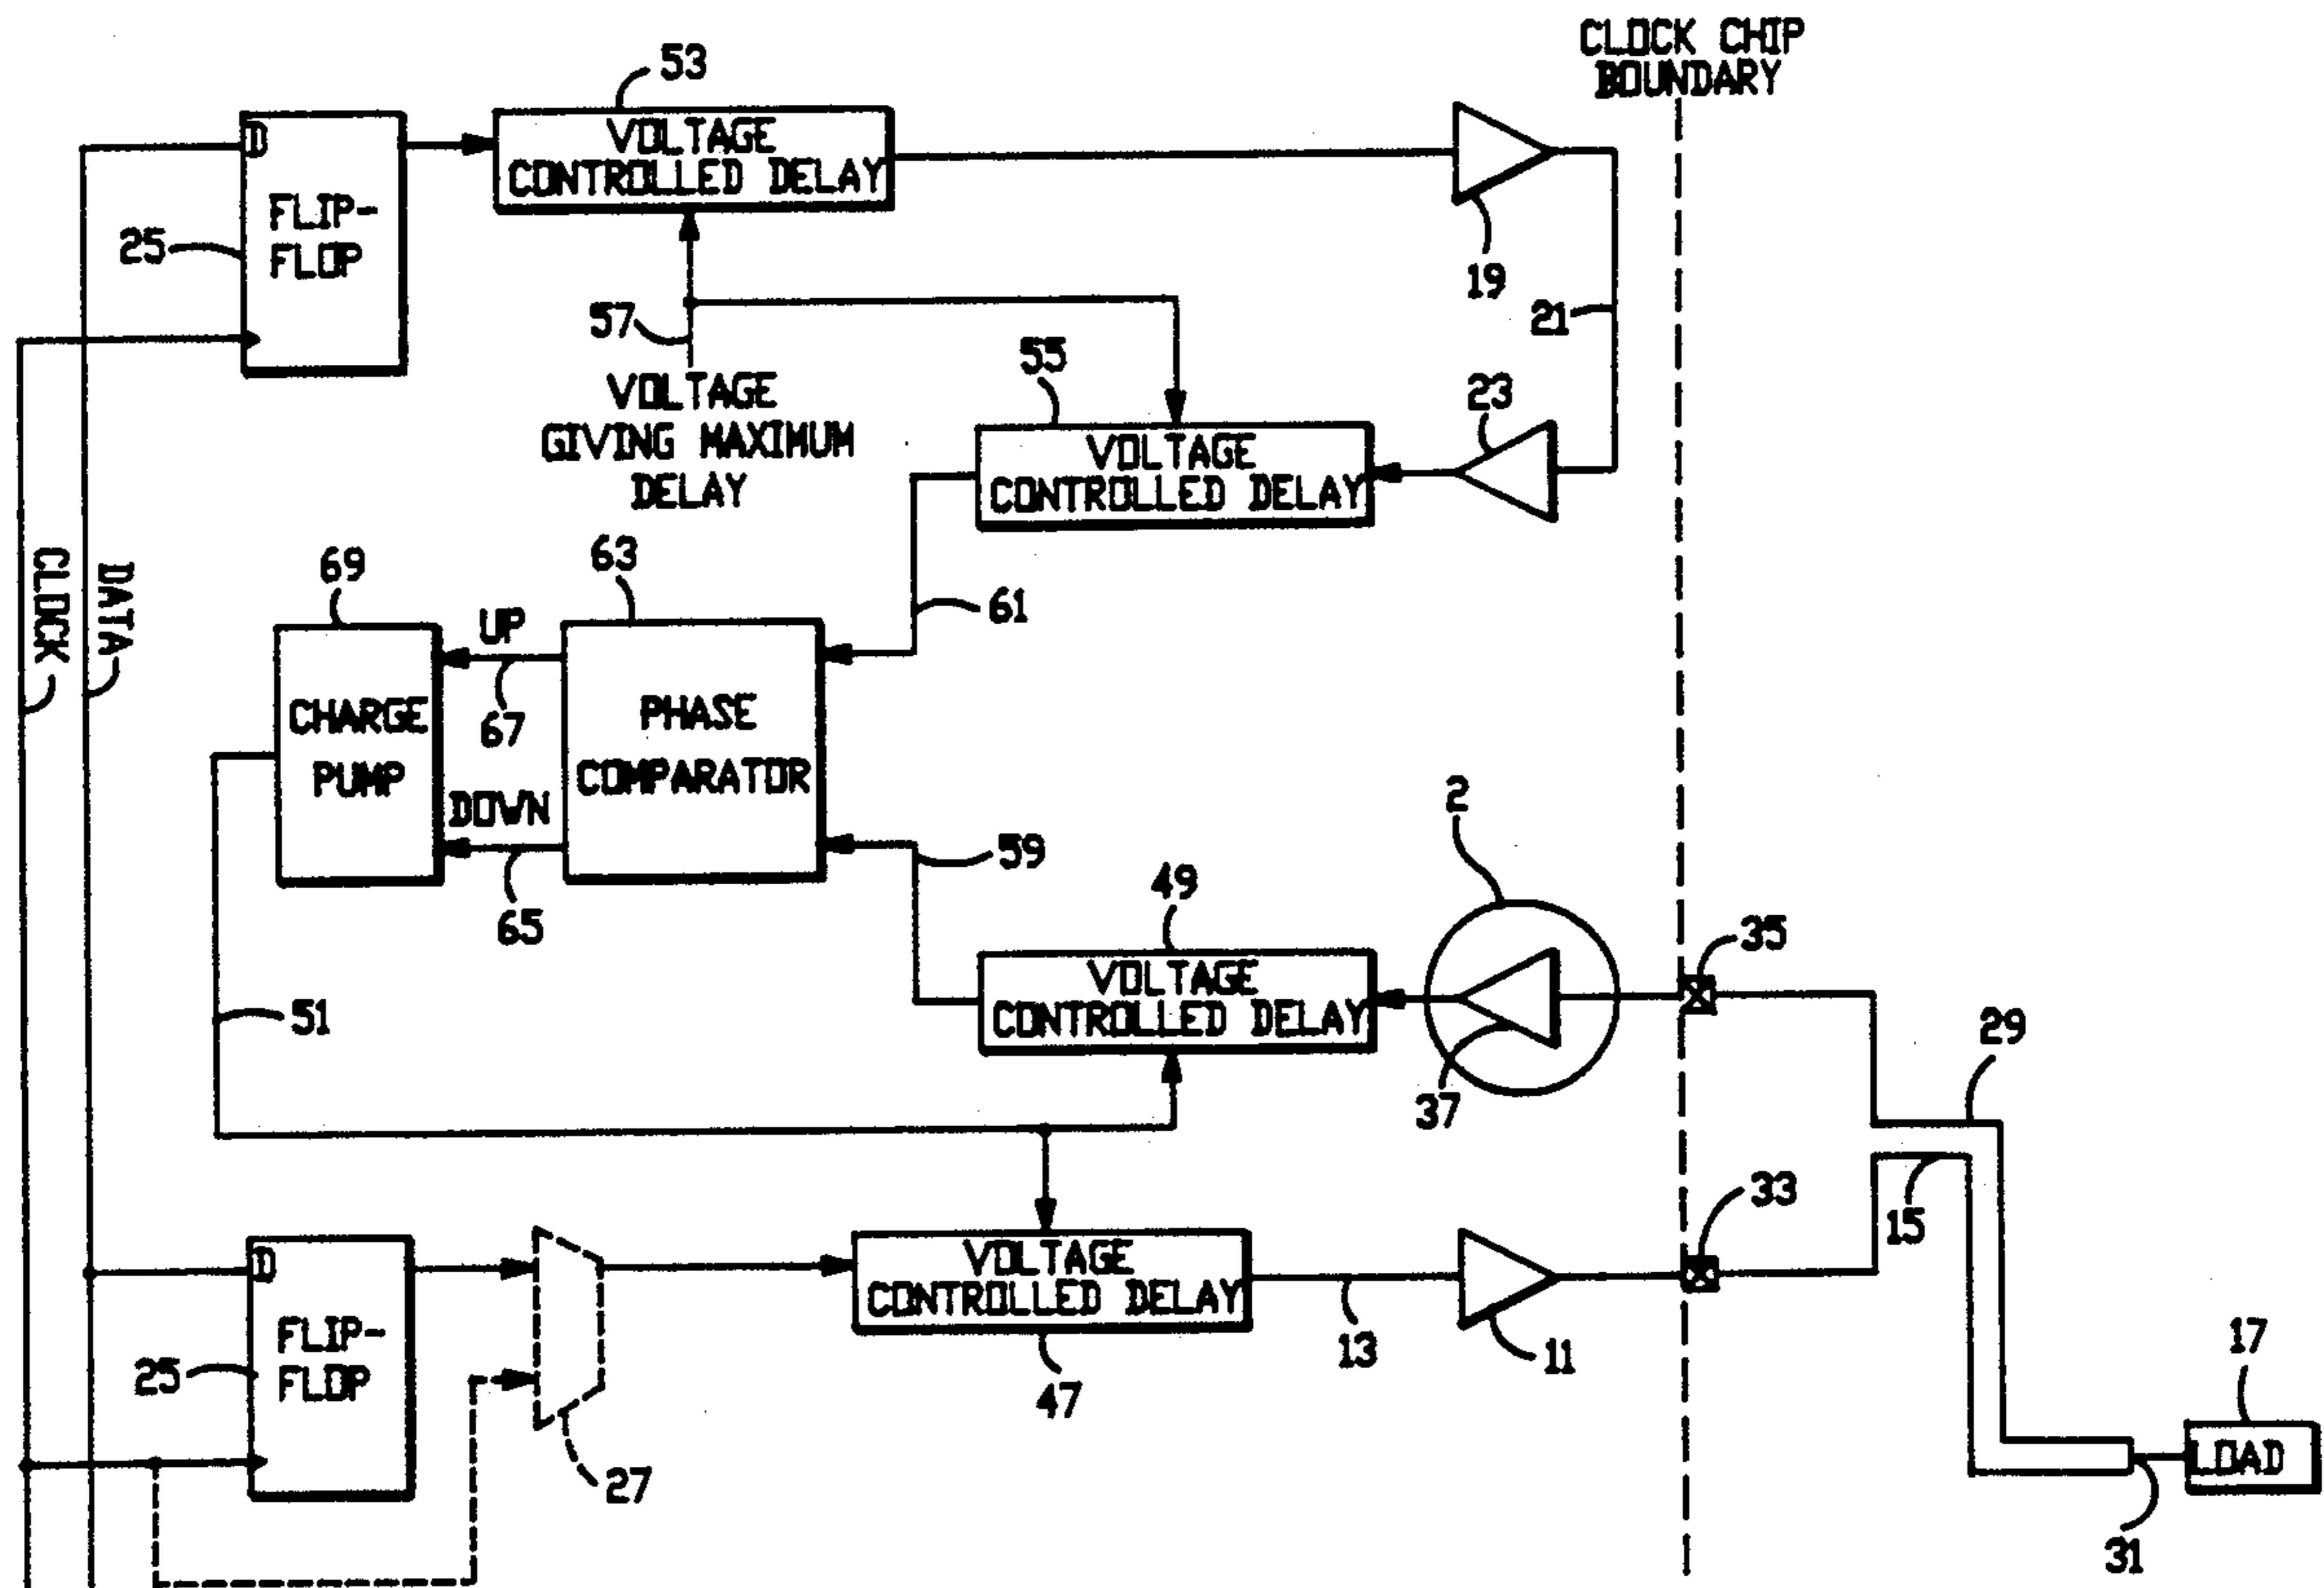 CLOCK CHIP
BOUNDARY
53
D
VOLTAGE
CONTROLLED DELAY
FLIP-
FLOP
25
19
57
21
VOLTAGE
GIVING MAXIMUM
DELAY
55
23
VOLTAGE
CONTROLLED DELAY
CLOCK
DATA
69
63
61
UP
67
CHARGE
PUMP
PHASE
COMPARATOR
DOWN
65
59
2
49
35
VOLTAGE
CONTROLLED DELAY
51
37
29
33
15
D
FLIP-
FLOP
25
VOLTAGE
CONTROLLED DELAY
13
11
47
27
17
LOAD
31